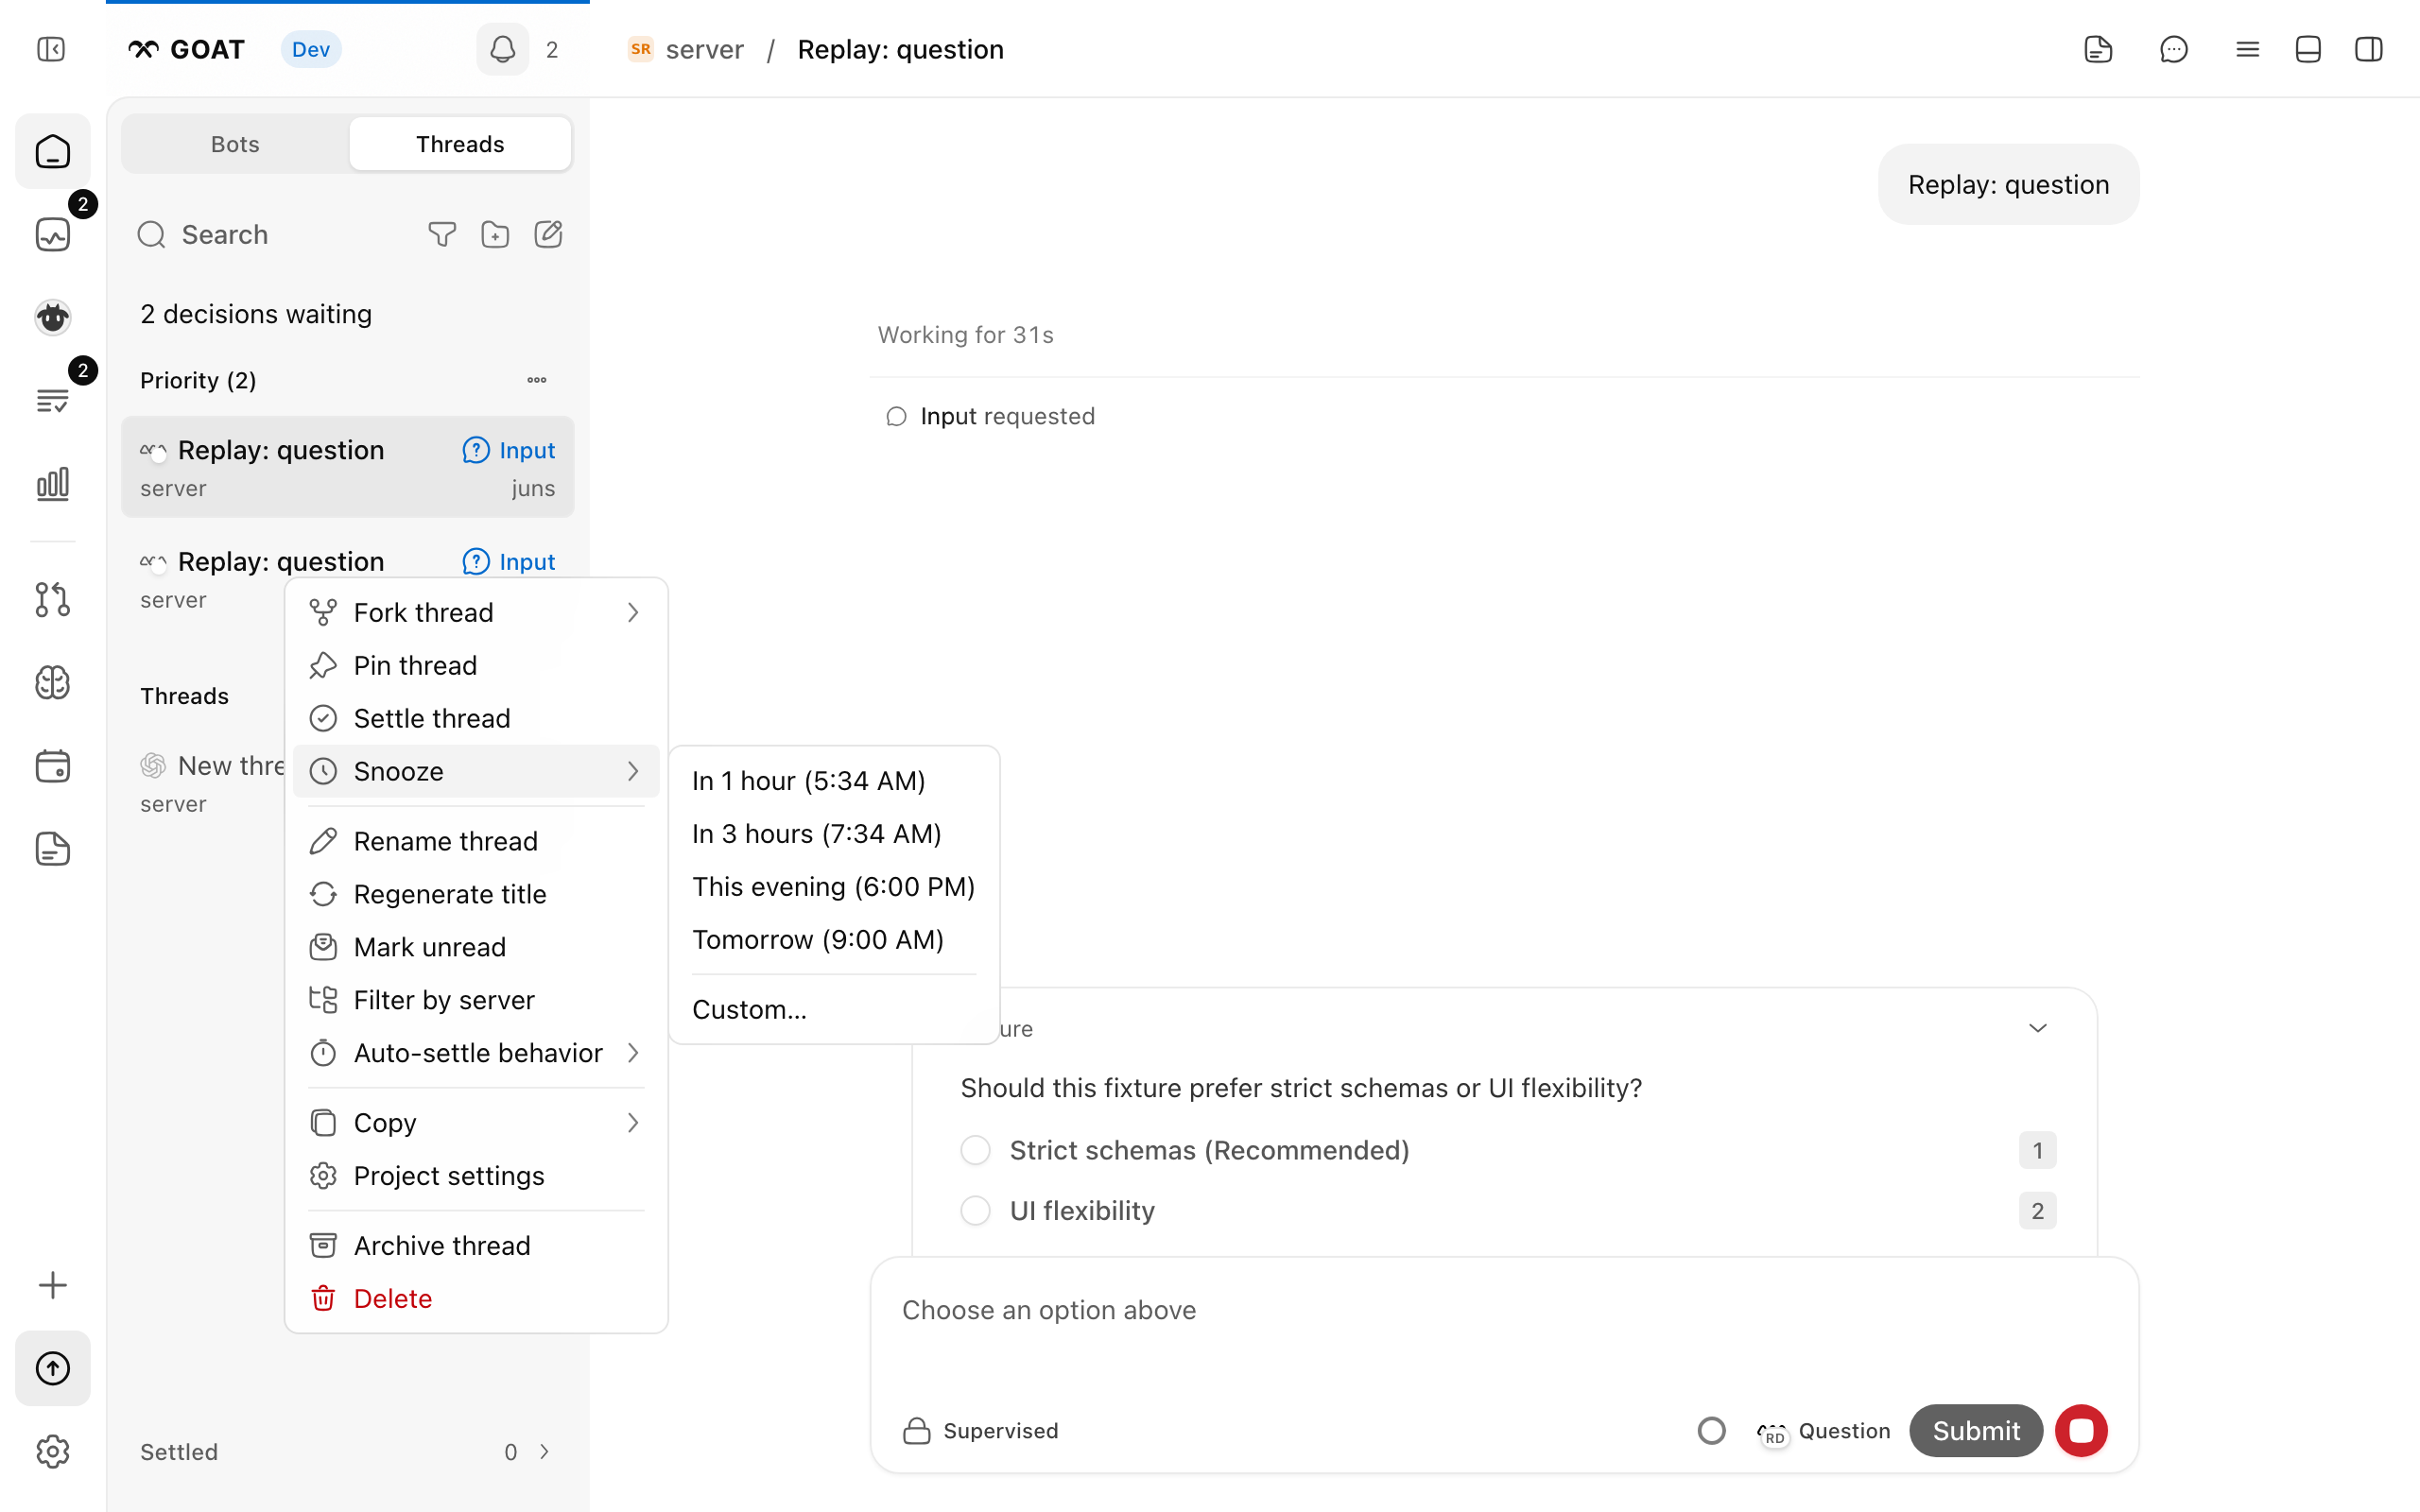 GOAT
Dev
2
SR server / Replay: question
Bots
Threads
Replay: question
2
Search
2 decisions waiting
Working for 31s
2
Priority (2)
Input requested
Replay: question
Input
server
juns
Replay: question
Input
server
Fork thread
Pin thread
Threads
Settle thread
New thre
Snooze
server
In 1 hour (5:34 AM)
In 3 hours (7:34 AM)
This evening (6:00 PM)
Tomorrow (9:00 AM)
Custom...
Rename thread
Regenerate title
Mark unread
Filter by server
Auto-settle behavior
Copy
Project settings
Archive thread
Delete
ure
Should this fixture prefer strict schemas or UI flexibility?
Strict schemas (Recommended)
1
UI flexibility
2
Choose an option above
Supervised
RD
Question
Submit
Settled
0